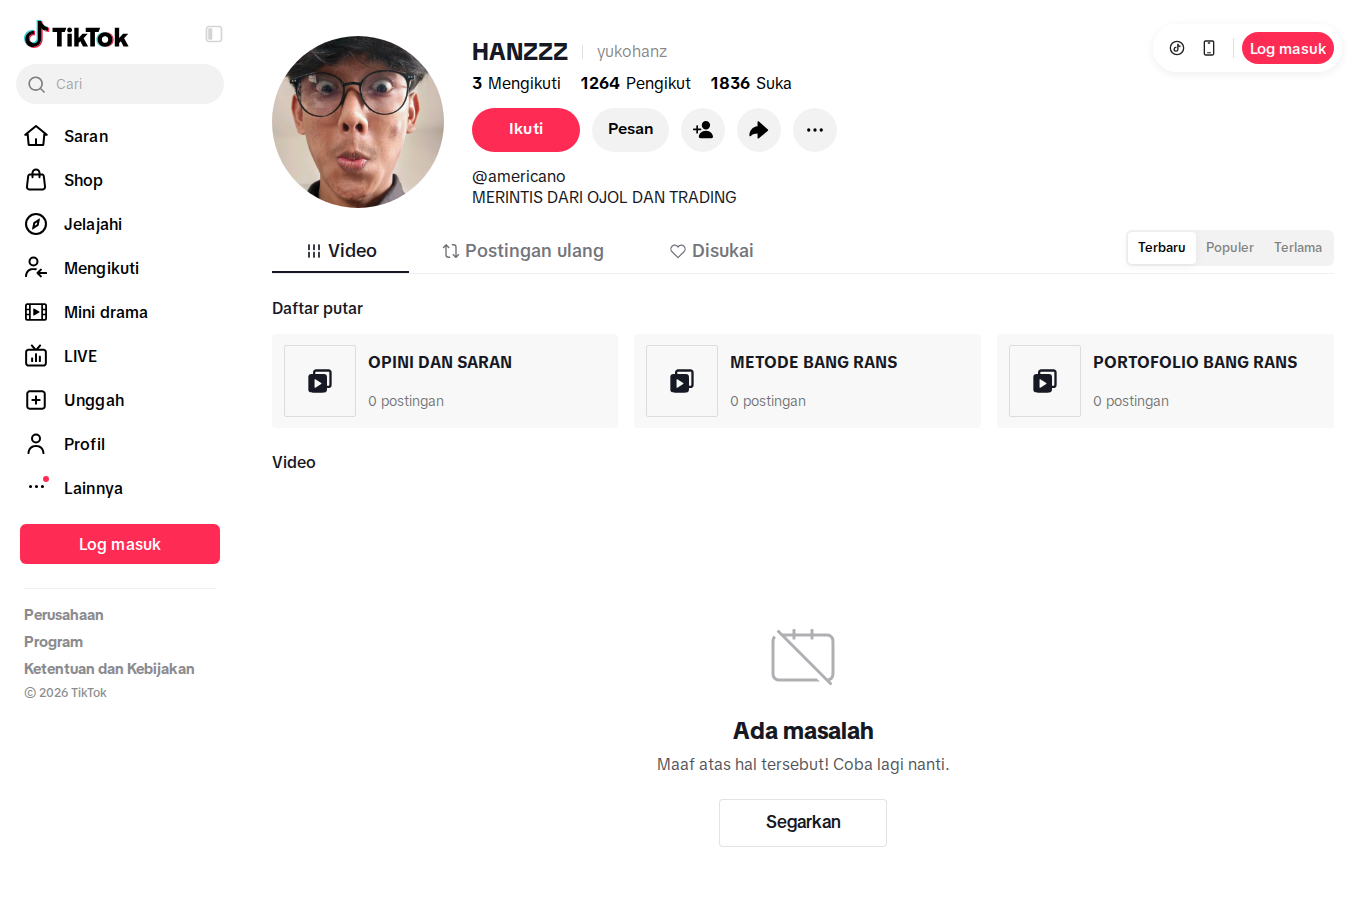 TikTok
Cari
Saran
Shop
Jelajahi
Mengikuti
Mini drama
LIVE
Unggah
Profil
Lainnya
Log masuk
Perusahaan
Program
Ketentuan dan Kebijakan
© 2026 TikTok
HANZZZ yukohanz
3 Mengikuti 1264 Pengikut 1836 Suka
Ikuti Pesan
@americano
MERINTIS DARI OJOL DAN TRADING
Log masuk
Video Postingan ulang Disukai
Terbaru Populer Terlama
Daftar putar
OPINI DAN SARAN
0 postingan
METODE BANG RANS
0 postingan
PORTOFOLIO BANG RANS
0 postingan
Video
Ada masalah
Maaf atas hal tersebut! Coba lagi nanti.
Segarkan